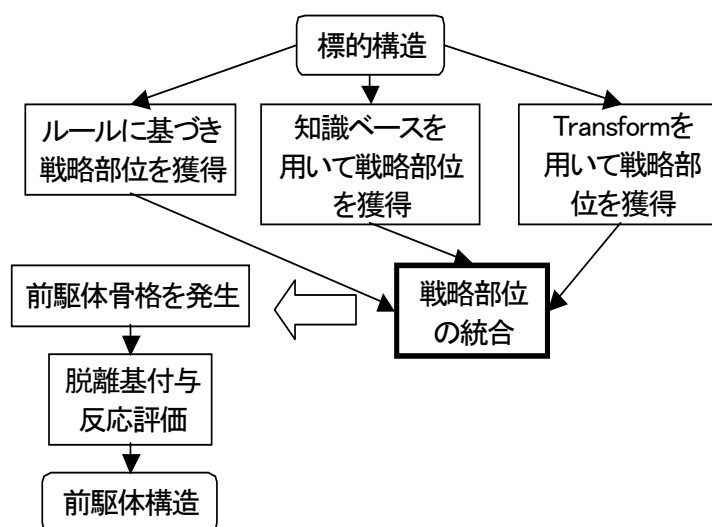 標的構造
ルールに基づき
戦略部位を獲得
知識ベースを
用いて戦略部位
を獲得
Transformを
用いて戦略部
位を獲得
戦略部位
の統合
前駆体骨格を発生
脱離基付与
反応評価
前駆体構造